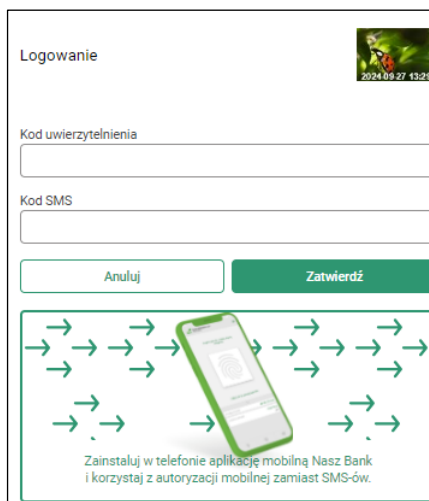 Logowanie
2024-09-27 13:29
Kod uwierzytelnienia
Kod SMS
Anuluj
Zatwierdź
Zainstaluj w telefonie aplikację mobilną Nasz Bank
i korzystaj z autoryzacji mobilnej zamiast SMS-ów.